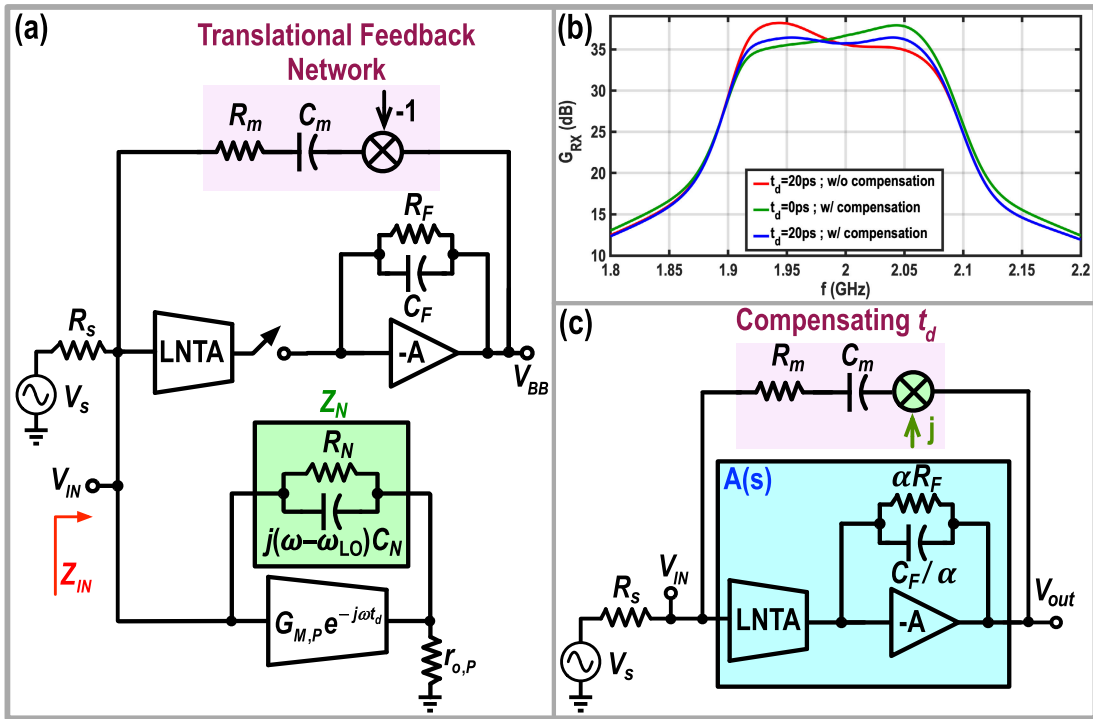 (a)
Translational Feedback
Network
-1
R_m
C_m
R_F
C_F
R_s
LNTA
-A
V_BB
V_s
Z_N
R_N
V_IN
j(ω−ω_LO)C_N
Z_IN
G_{M,P} e^{−jωt_d}
r_{o,P}
(b)
G_RX (dB)
35
30
25
20
15
10
t_d=20ps ; w/o compensation
t_d=0ps ; w/ compensation
t_d=20ps ; w/ compensation
1.8
1.85
1.9
1.95
2
2.05
2.1
2.15
2.2
f (GHz)
(c)
Compensating t_d
R_m
C_m
j
A(s)
αR_F
C_F/α
V_IN
R_s
LNTA
-A
V_out
V_s